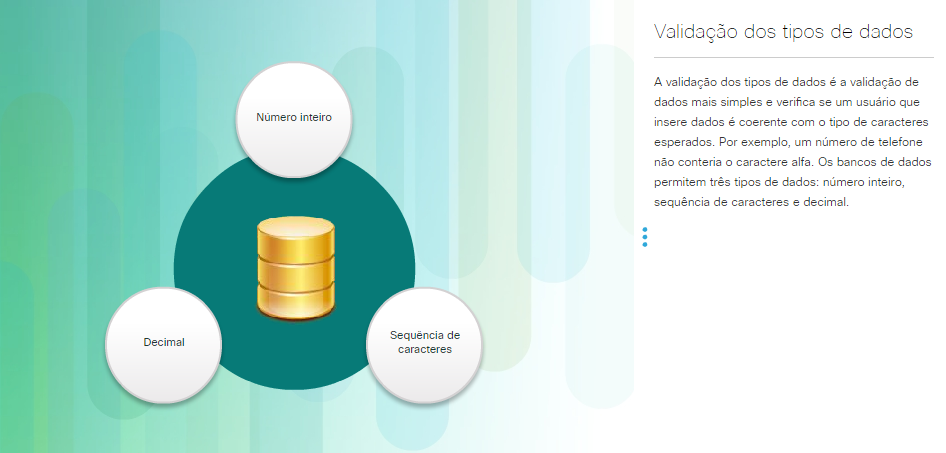 Validação dos tipos de dados
A validação dos tipos de dados é a validação de
dados mais simples e verifica se um usuário que
insere dados é coerente com o tipo de caracteres
esperados. Por exemplo, um número de telefone
não conteria o caractere alfa. Os bancos de dados
permitem três tipos de dados: número inteiro,
sequência de caracteres e decimal.
Número inteiro
Decimal
Sequência de
caracteres